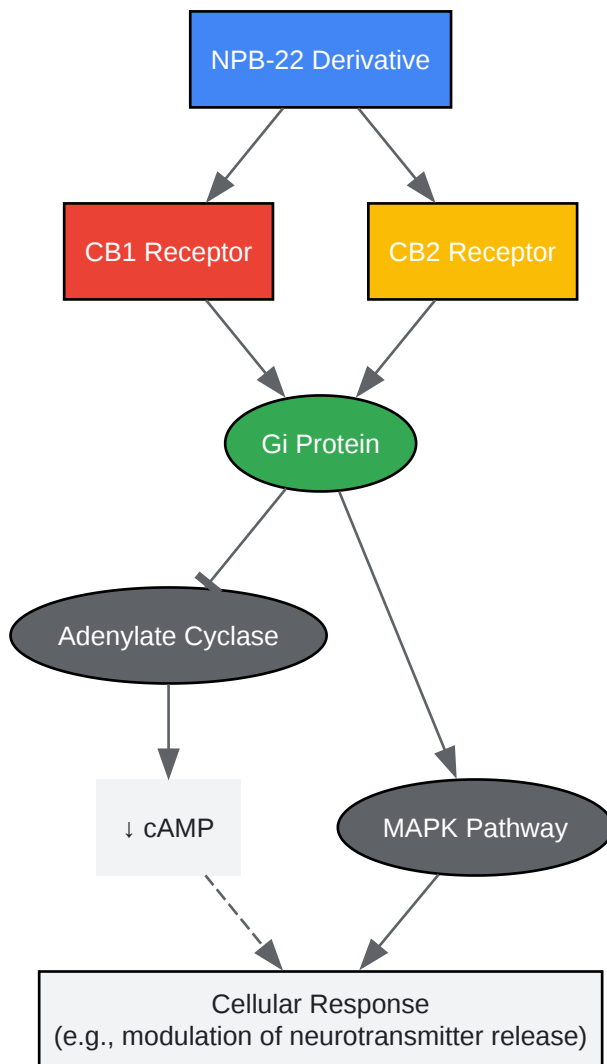 NPB-22 Derivative
CB1 Receptor
CB2 Receptor
Gi Protein
Adenylate Cyclase
↓ cAMP
MAPK Pathway
Cellular Response
(e.g., modulation of neurotransmitter release)